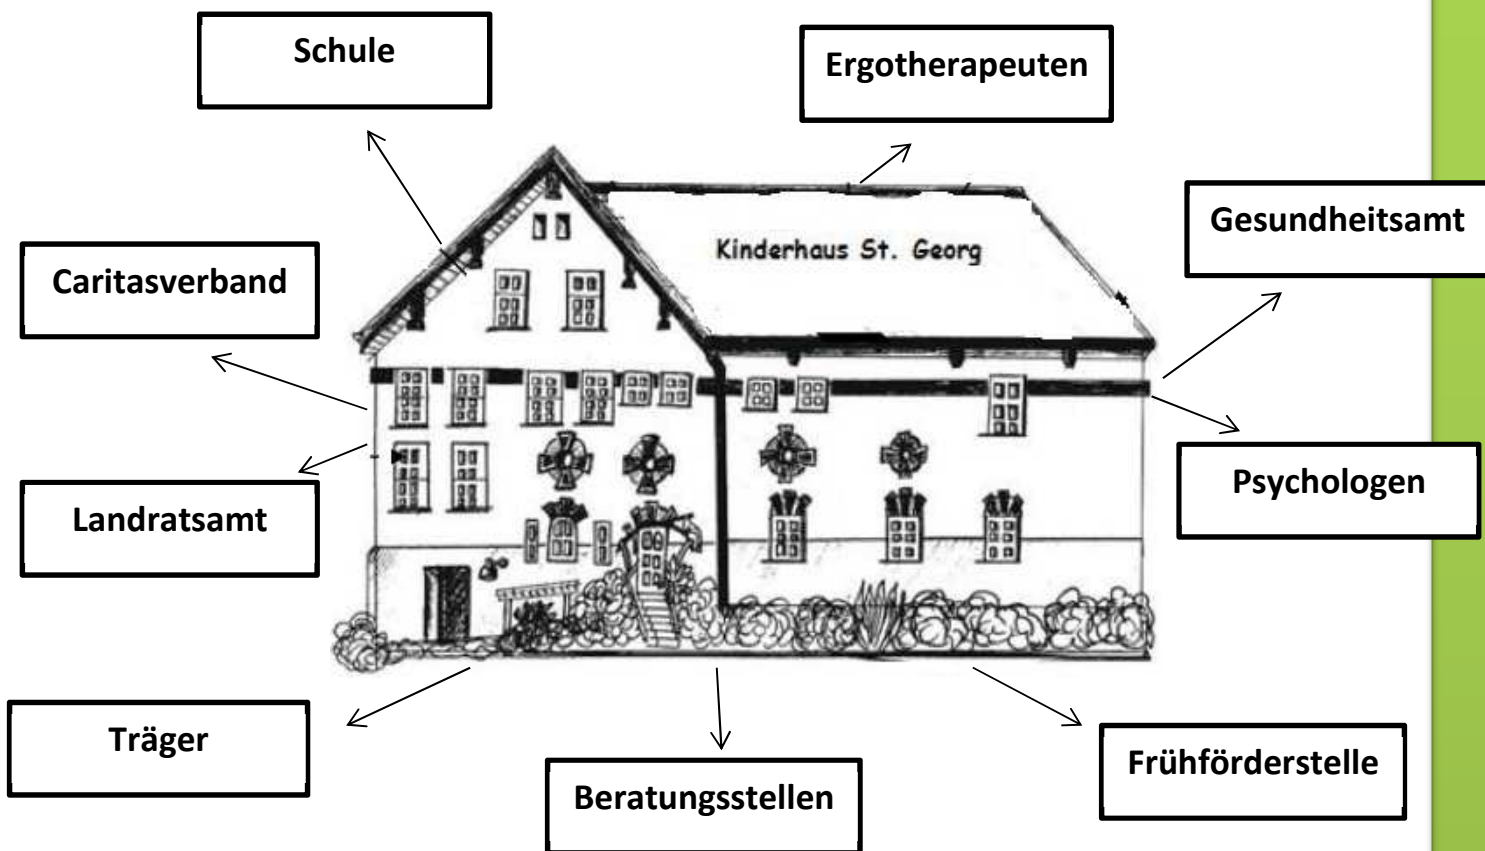 Schule
Ergotherapeuten
Gesundheitsamt
Kinderhaus St. Georg
Caritasverband
Psychologen
Landratsamt
Träger
Frühförderstelle
Beratungsstellen